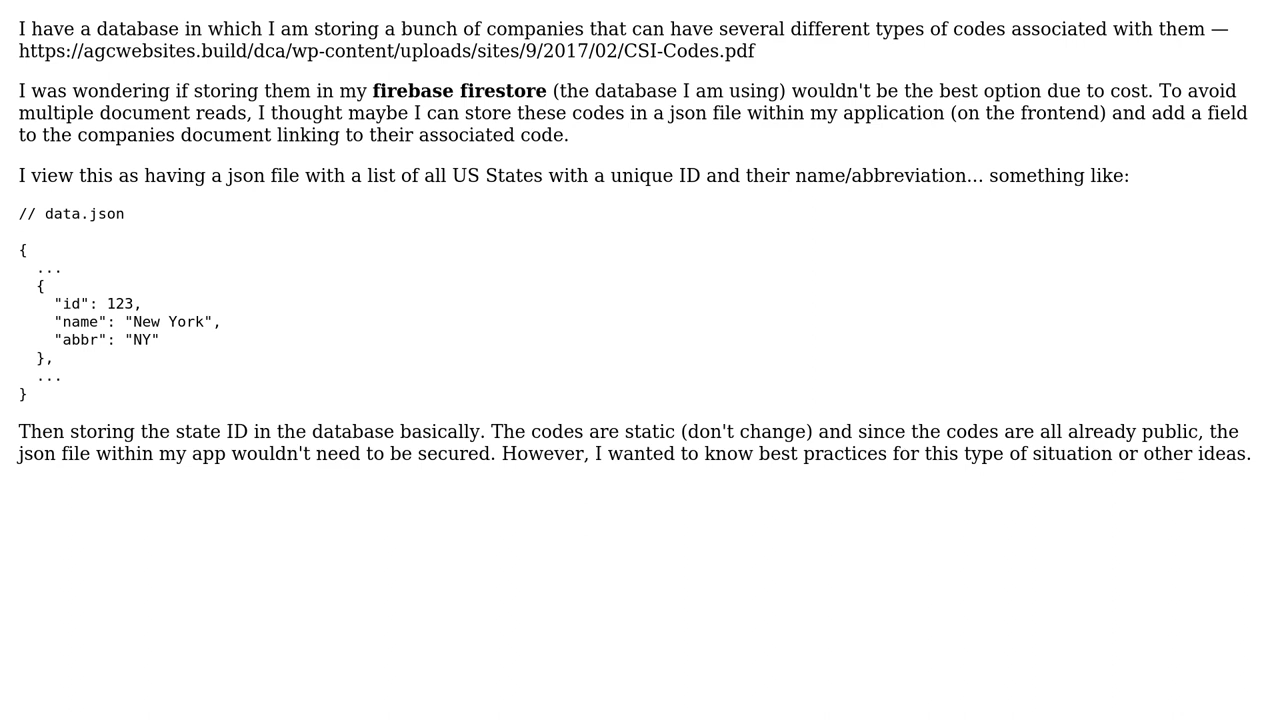 I have a database in which I am storing a bunch of companies that can have several different types of codes associated with them —
https://agcwebsites.build/dca/wp-content/uploads/sites/9/2017/02/CSI-Codes.pdf
I was wondering if storing them in my firebase firestore (the database I am using) wouldn't be the best option due to cost. To avoid
multiple document reads, I thought maybe I can store these codes in a json file within my application (on the frontend) and add a field
to the companies document linking to their associated code.
I view this as having a json file with a list of all US States with a unique ID and their name/abbreviation... something like:
// data.json
{
  ...
  {
    "id": 123,
    "name": "New York",
    "abbr": "NY"
  },
  ...
}
Then storing the state ID in the database basically. The codes are static (don't change) and since the codes are all already public, the
json file within my app wouldn't need to be secured. However, I wanted to know best practices for this type of situation or other ideas.